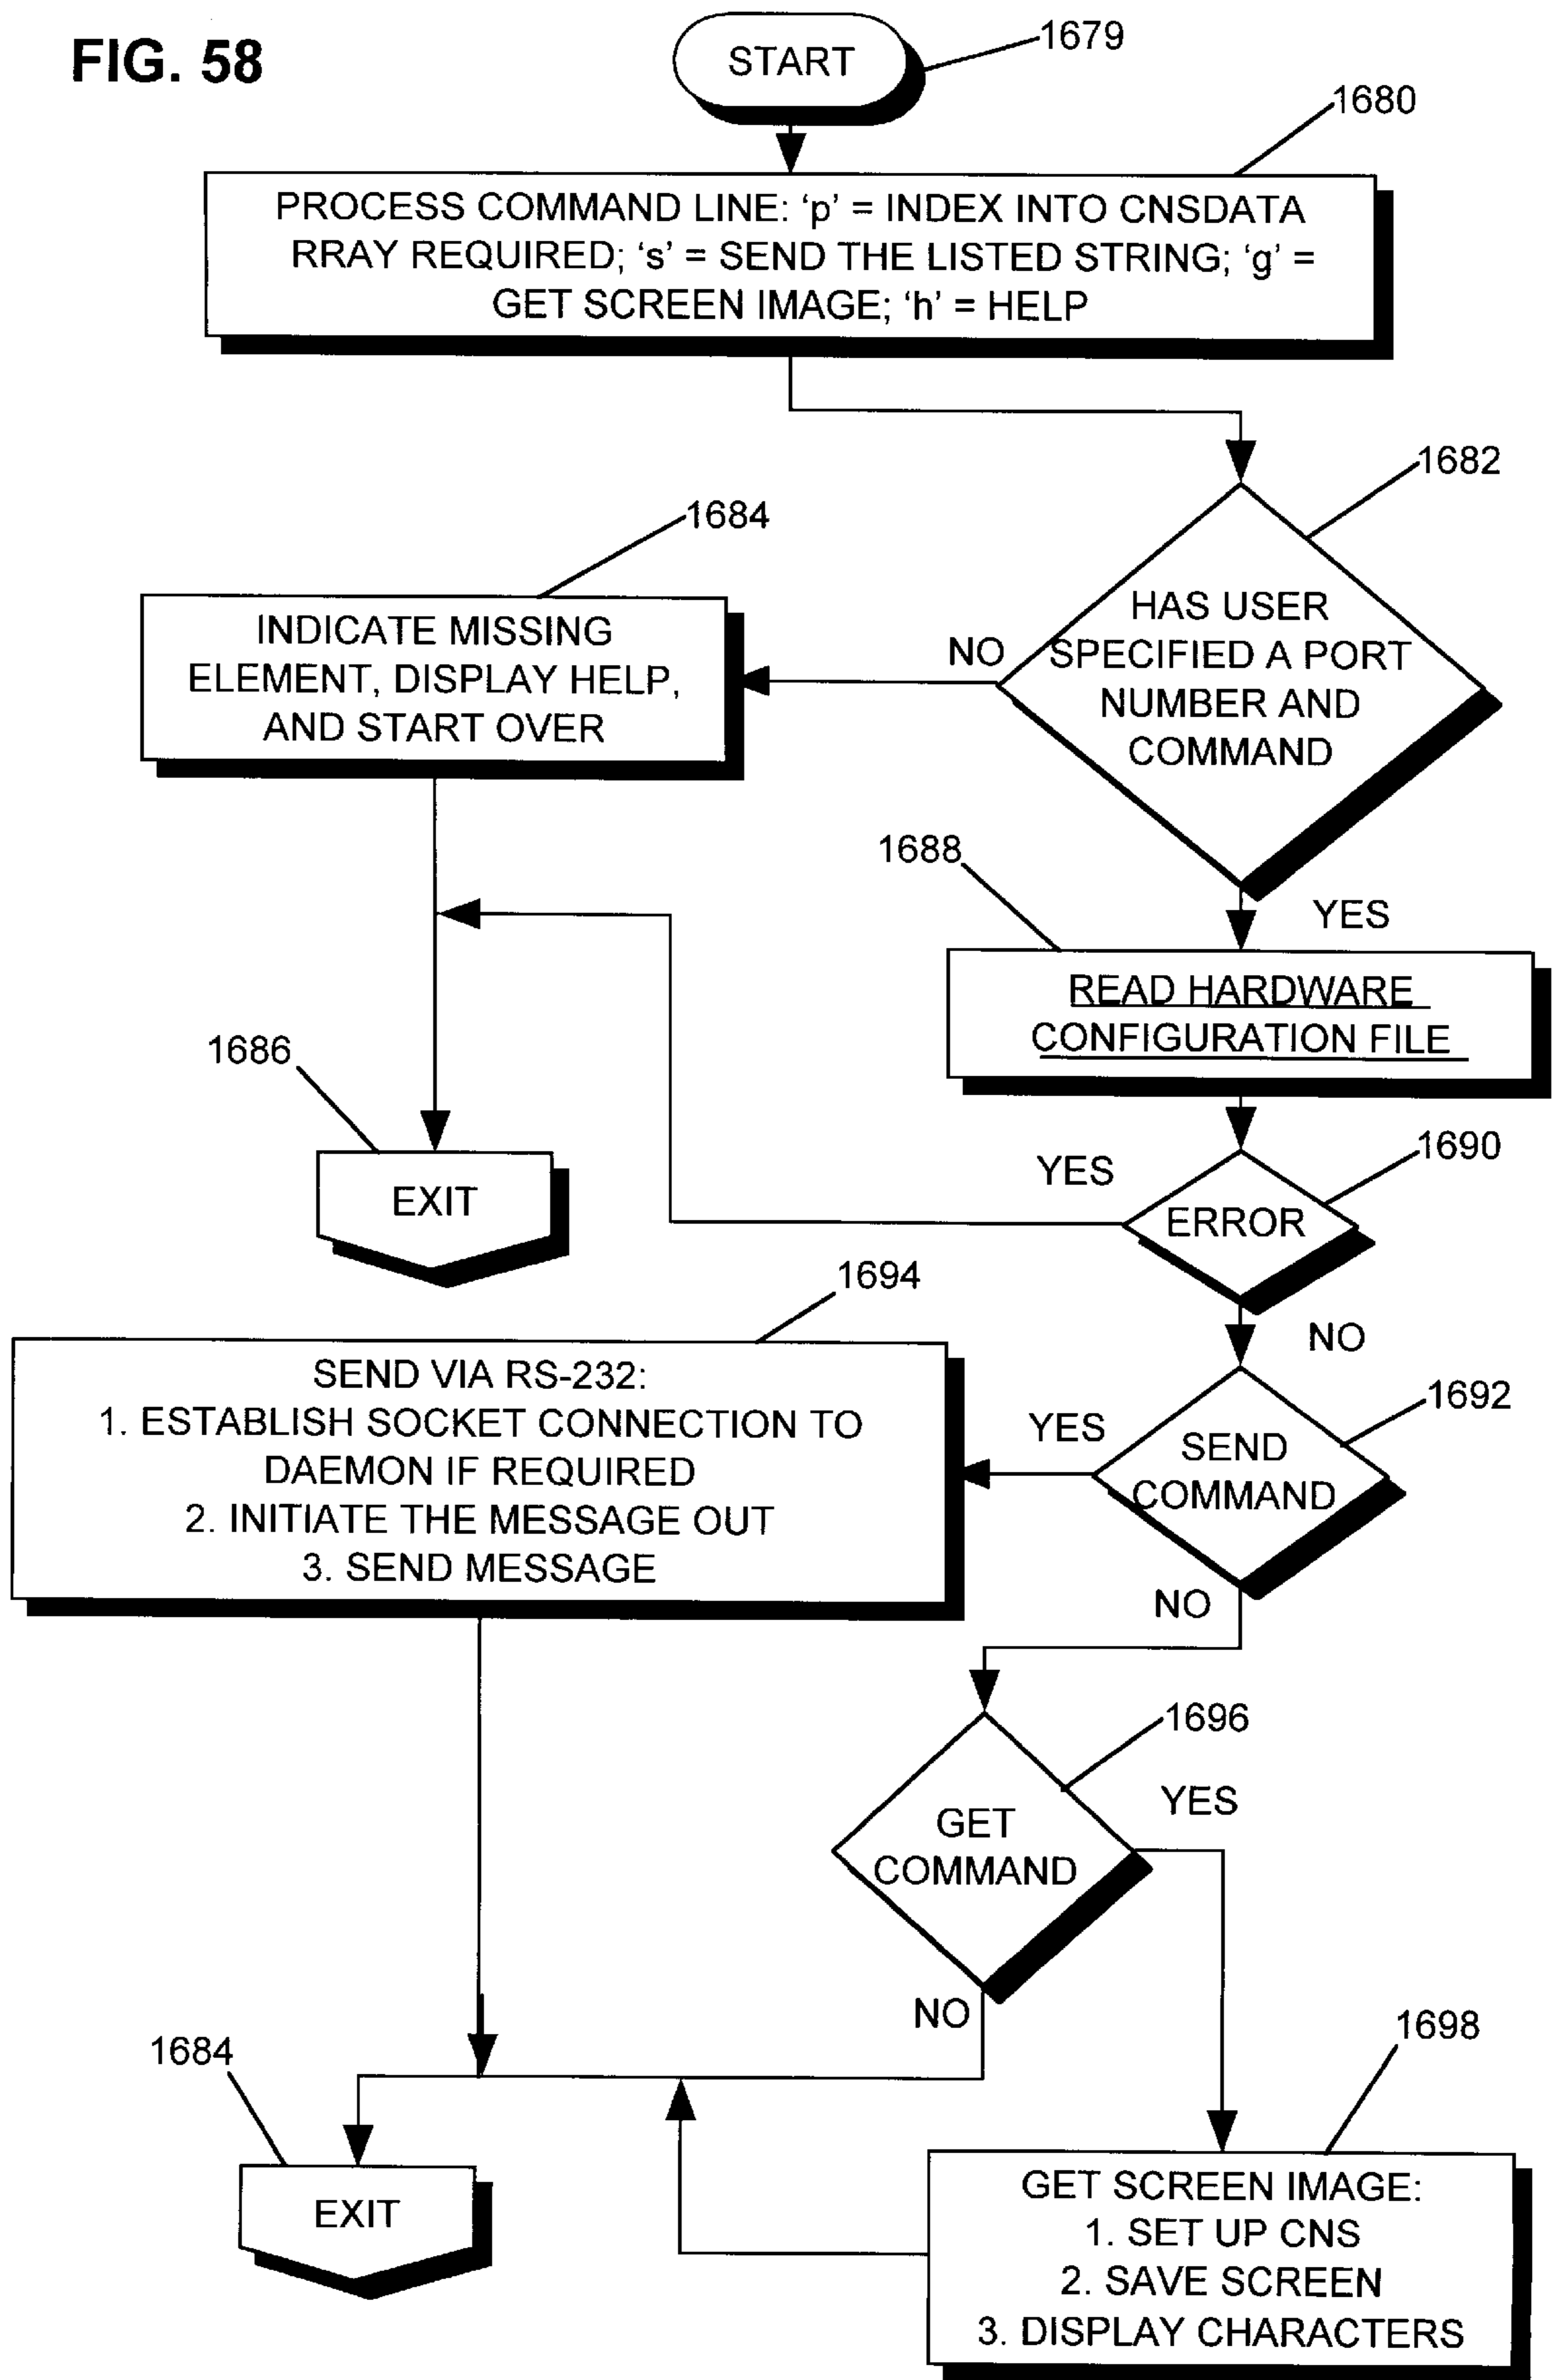 FIG. 58
START
1679
1680
PROCESS COMMAND LINE: ‘p’ = INDEX INTO CNSDATA
RRAY REQUIRED; ‘s’ = SEND THE LISTED STRING; ‘g’ =
GET SCREEN IMAGE; ‘h’ = HELP
1682
1684
HAS USER
SPECIFIED A PORT
NUMBER AND
COMMAND
NO
INDICATE MISSING
ELEMENT, DISPLAY HELP,
AND START OVER
1688
YES
READ HARDWARE
CONFIGURATION FILE
1686
EXIT
1690
YES
ERROR
NO
1694
SEND VIA RS-232:
1. ESTABLISH SOCKET CONNECTION TO
DAEMON IF REQUIRED
2. INITIATE THE MESSAGE OUT
3. SEND MESSAGE
1692
YES
SEND
COMMAND
NO
1696
YES
GET
COMMAND
NO
1684
EXIT
1698
GET SCREEN IMAGE:
1. SET UP CNS
2. SAVE SCREEN
3. DISPLAY CHARACTERS